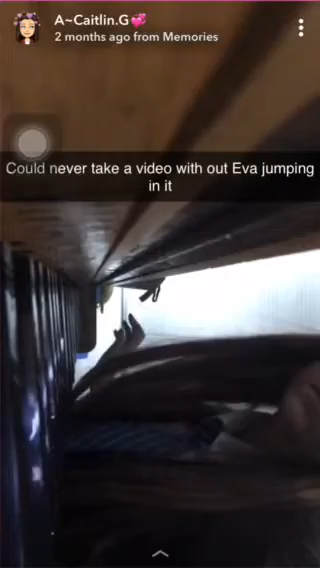 A~Caitlin.G💞
2 months ago from Memories
Could never take a video with out Eva jumping
in it